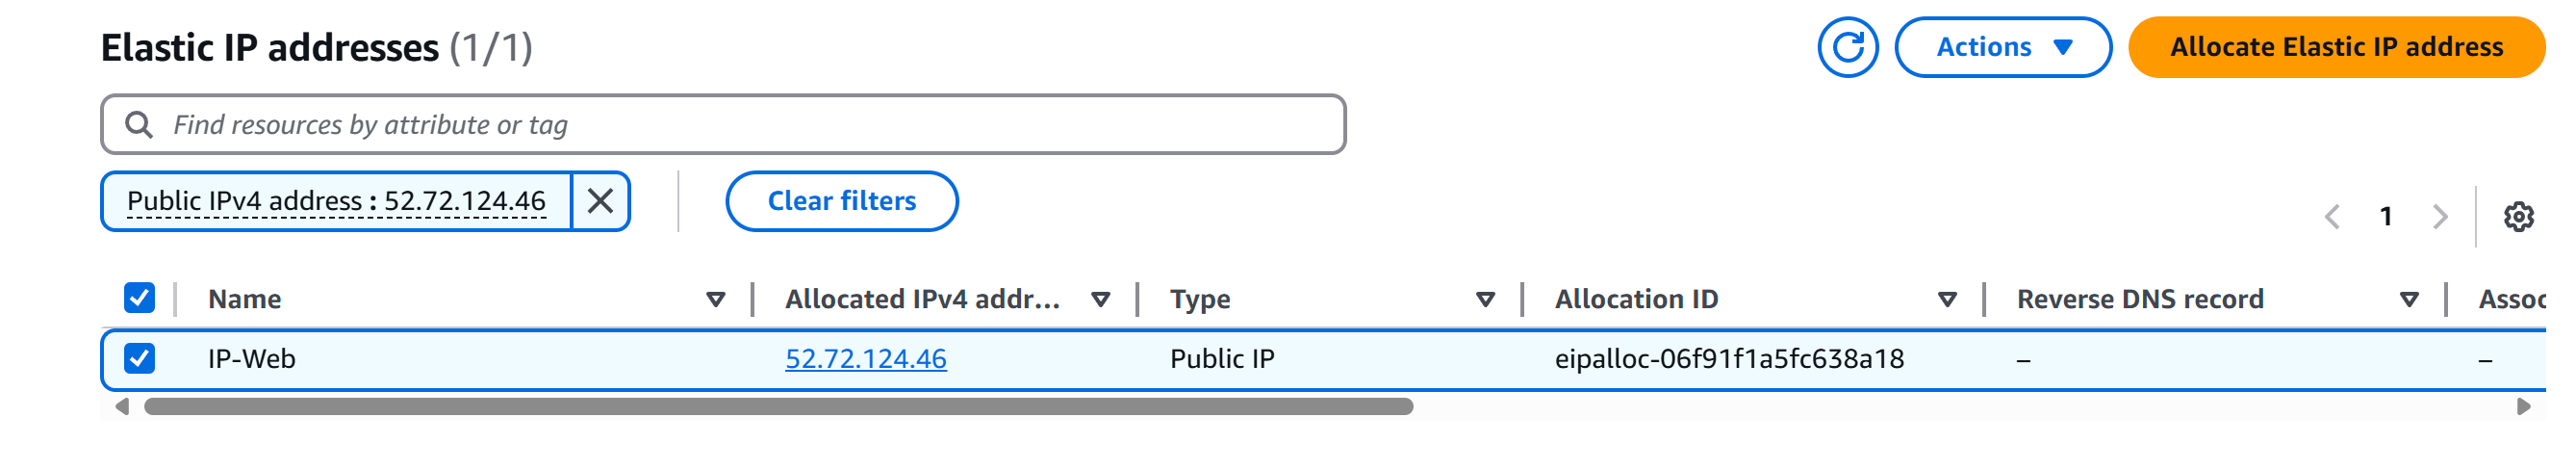 Elastic IP addresses (1/1)
Actions
Allocate Elastic IP address
Find resources by attribute or tag
Public IPv4 address : 52.72.124.46
Clear filters
1
Name Allocated IPv4 addr... Type Allocation ID Reverse DNS record Assoc
IP-Web 52.72.124.46 Public IP eipalloc-06f91f1a5fc638a18 – –